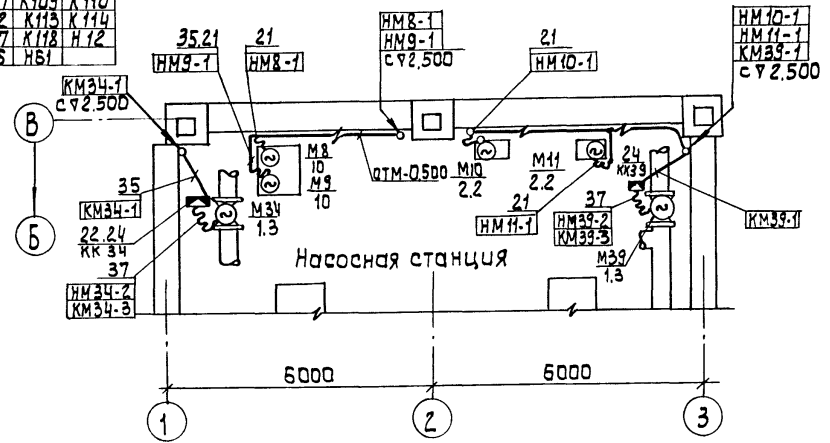 К109 К110
2 К113 К114
7 К118 Н12
Н61
КМ34-1
С▽2.500
35.21
НМ9-1
21
НМ8-1
НМ8-1
НМ9-1
С▽2.500
21
НМ10-1
НМ10-1
НМ11-1
КМ39-1
С▽2.500
В
Б
35
КМ34-1
22.24
КК 34
37
НМ34-2
КМ34-3
М34
1.3
М8
10
М9
10
отм-0.500
М10
2.2
М11
2.2
21
НМ11-1
24
КК39
37
НМ39-2
КМ39-3
М39
1.3
КМ39-1
Насосная станция
6000
6000
1
2
3